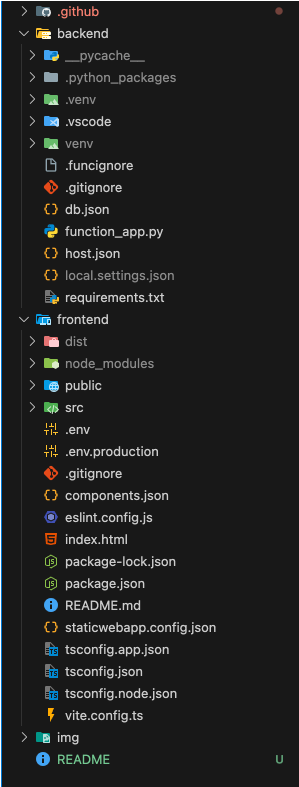 .github
backend
__pycache__
.python_packages
.venv
.vscode
venv
.funcignore
.gitignore
db.json
function_app.py
host.json
local.settings.json
requirements.txt
frontend
dist
node_modules
public
src
.env
.env.production
.gitignore
components.json
eslint.config.js
index.html
package-lock.json
package.json
README.md
staticwebapp.config.json
tsconfig.app.json
tsconfig.json
tsconfig.node.json
vite.config.ts
img
README U